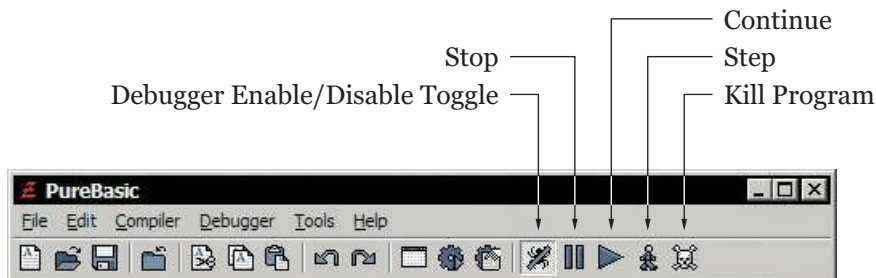 Continue
Stop Step
Debugger Enable/Disable Toggle Kill Program
PureBasic
File Edit Compiler Debugger Tools Help